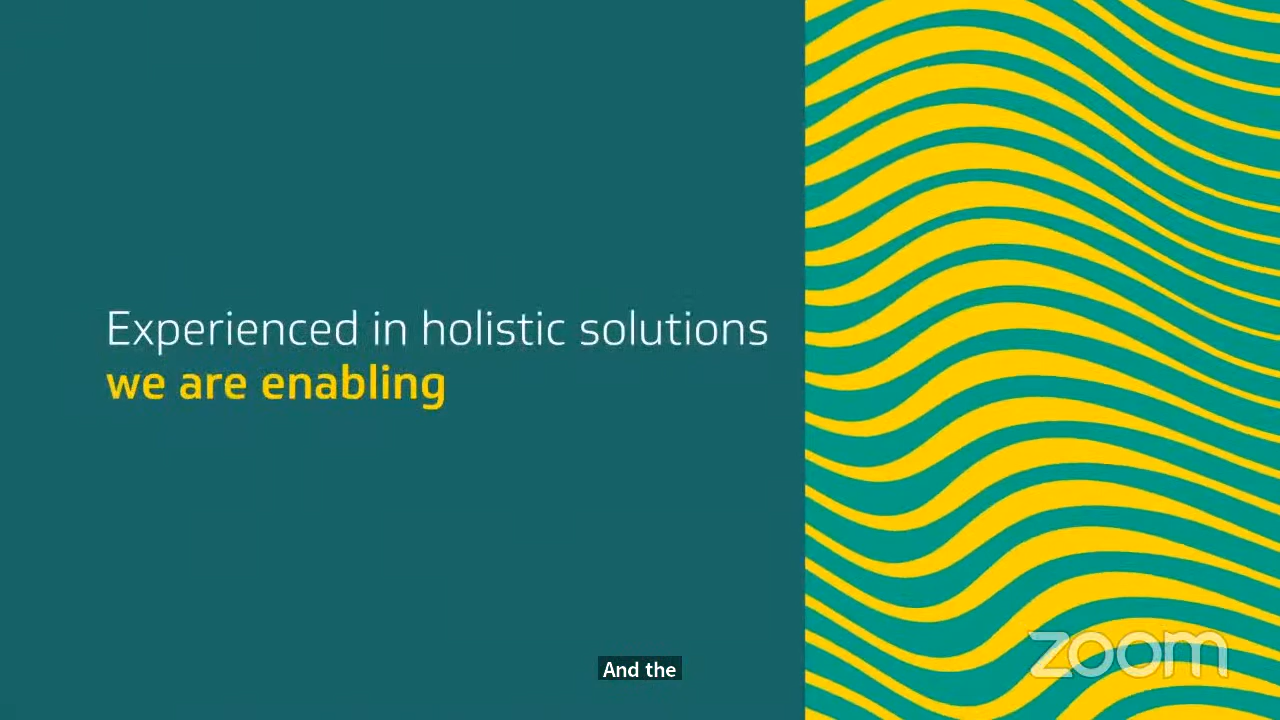 Experienced in holistic solutions
we are enabling
And the
zoom